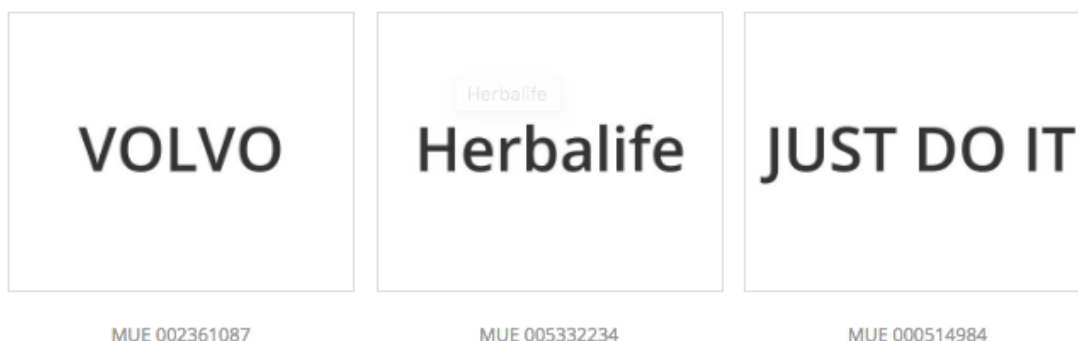 Herbalife
VOLVO
Herbalife
JUST DO IT
MUE 002361087
MUE 005332234
MUE 000514984